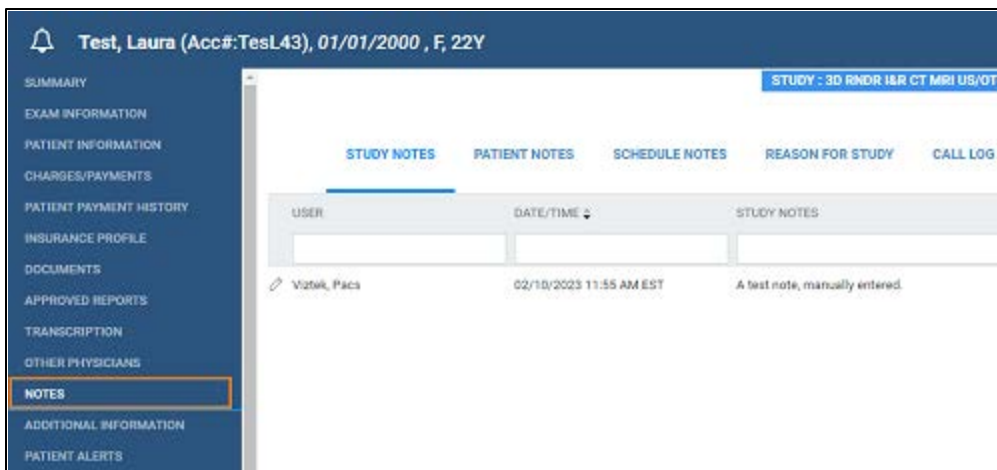 Test, Laura (Acc#:TesL43), 01/01/2000 , F, 22Y
SUMMARY
EXAM INFORMATION
PATIENT INFORMATION
CHARGES/PAYMENTS
PATIENT PAYMENT HISTORY
INSURANCE PROFILE
DOCUMENTS
APPROVED REPORTS
TRANSCRIPTION
OTHER PHYSICIANS
NOTES
ADDITIONAL INFORMATION
PATIENT ALERTS
STUDY : 3D RNDR I&R CT MRI US/OT
STUDY NOTES PATIENT NOTES SCHEDULE NOTES REASON FOR STUDY CALL LOG
USER DATE/TIME STUDY NOTES
Viztek, Pacs 02/10/2023 11:55 AM EST A test note, manually entered.